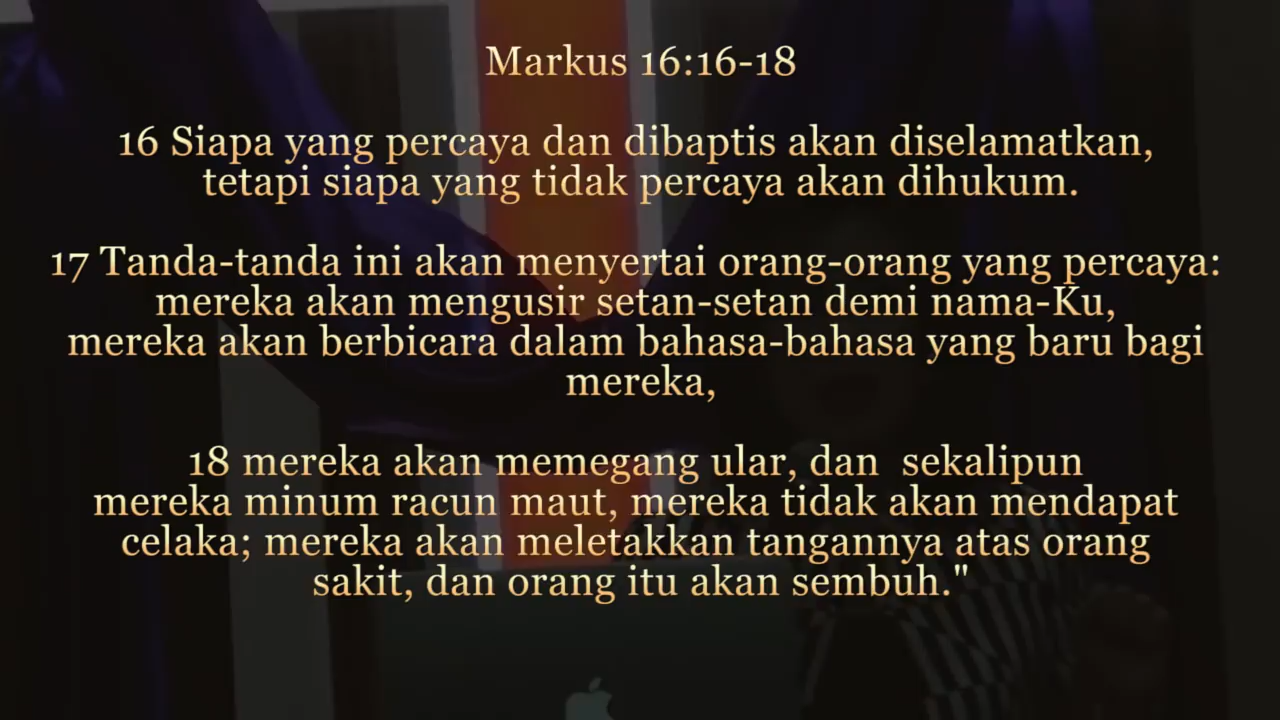 Markus 16:16-18
16 Siapa yang percaya dan dibaptis akan diselamatkan,
tetapi siapa yang tidak percaya akan dihukum.
17 Tanda-tanda ini akan menyertai orang-orang yang percaya:
mereka akan mengusir setan-setan demi nama-Ku,
mereka akan berbicara dalam bahasa-bahasa yang baru bagi
mereka,
18 mereka akan memegang ular, dan  sekalipun
mereka minum racun maut, mereka tidak akan mendapat
celaka; mereka akan meletakkan tangannya atas orang
sakit, dan orang itu akan sembuh."